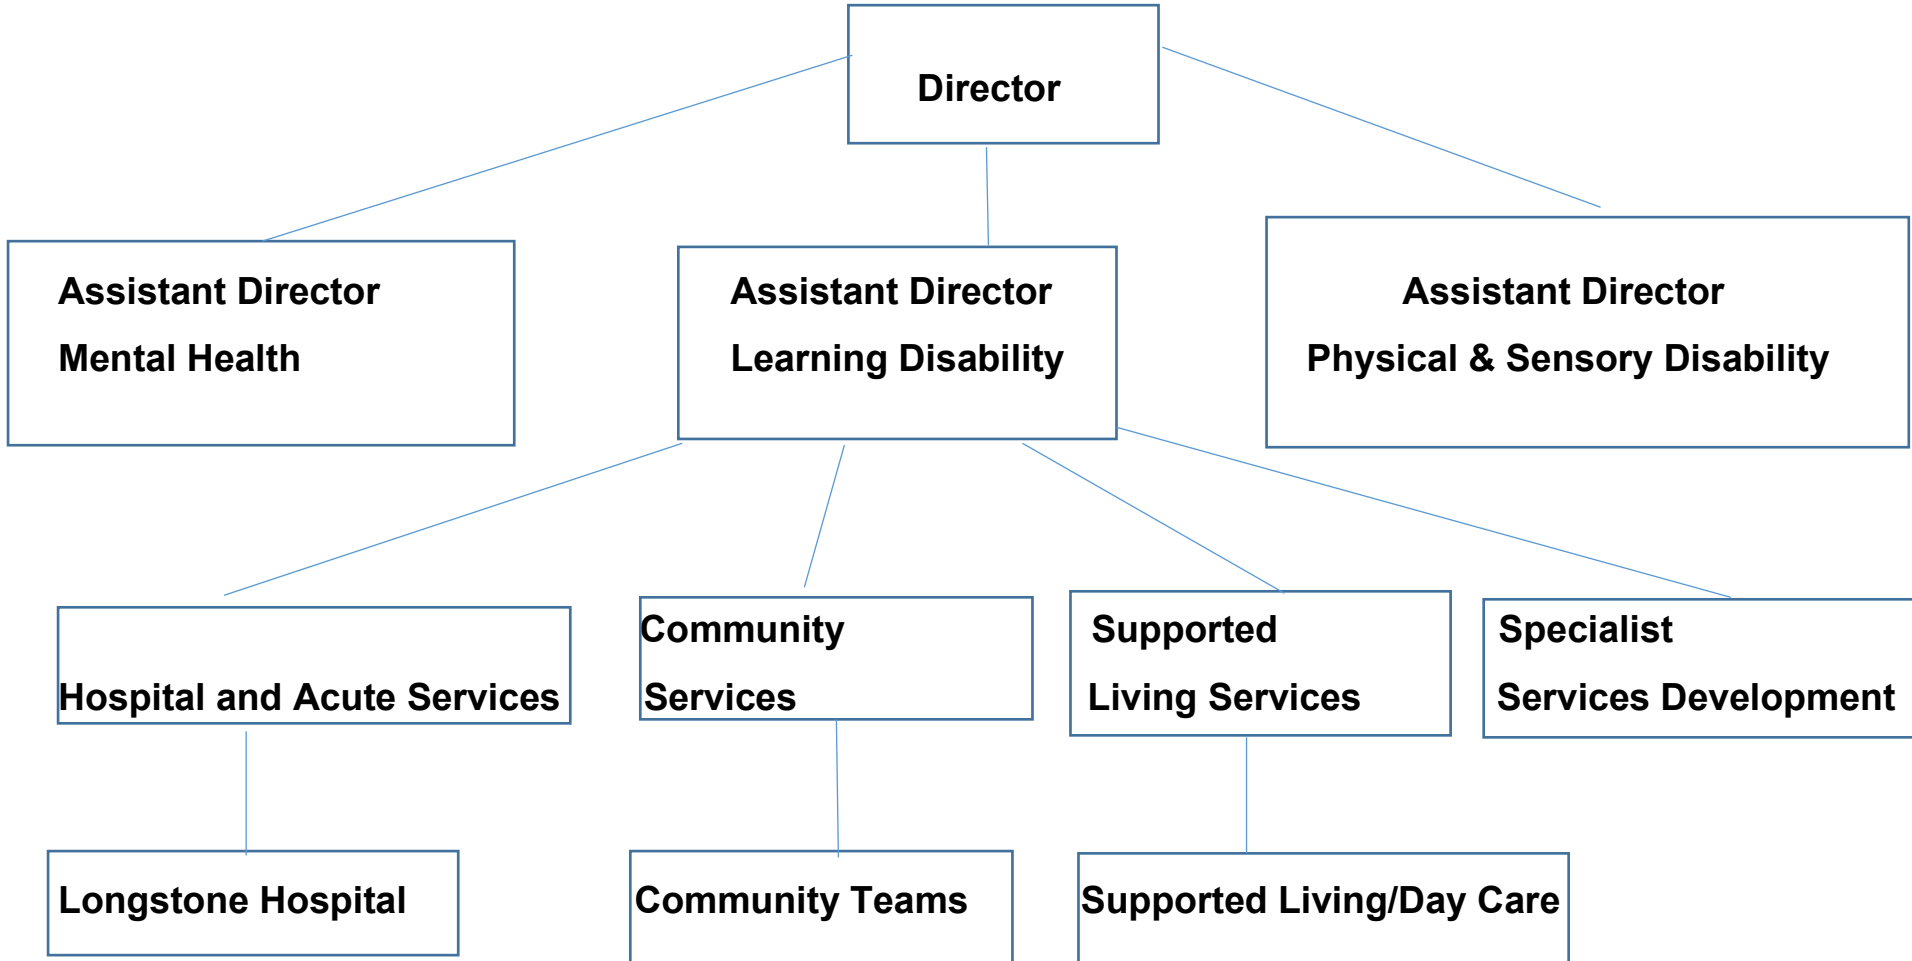 Director
Assistant Director
Mental Health
Assistant Director
Learning Disability
Assistant Director
Physical & Sensory Disability
Hospital and Acute Services
Community
Services
Supported
Living Services
Specialist
Services Development
Longstone Hospital
Community Teams
Supported Living/Day Care